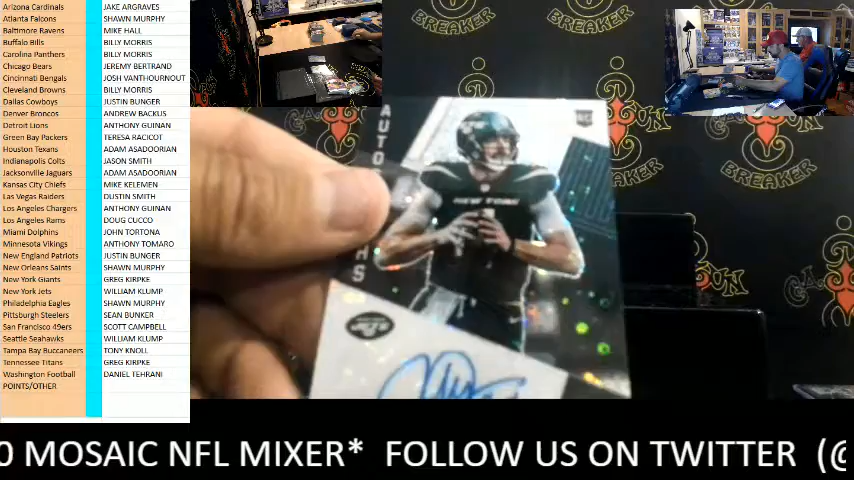 Arizona Cardinals JAKE ARGRAVES
Atlanta Falcons SHAWN MURPHY
Baltimore Ravens MIKE HALL
Buffalo Bills BILLY MORRIS
Carolina Panthers BILLY MORRIS
Chicago Bears JEREMY BERTRAND
Cincinnati Bengals JOSH VANTHOURNOUT
Cleveland Browns BILLY MORRIS
Dallas Cowboys JUSTIN BUNGER
Denver Broncos ANDREW BACKUS
Detroit Lions ANTHONY GUINAN
Green Bay Packers TERESA RACICOT
Houston Texans ADAM ASADOORIAN
Indianapolis Colts JASON SMITH
Jacksonville Jaguars ADAM ASADOORIAN
Kansas City Chiefs MIKE KELEMEN
Las Vegas Raiders DUSTIN SMITH
Los Angeles Chargers ANTHONY GUINAN
Los Angeles Rams DOUG CUCCO
Miami Dolphins JOHN TORTONA
Minnesota Vikings ANTHONY TOMARO
New England Patriots JUSTIN BUNGER
New Orleans Saints SHAWN MURPHY
New York Giants GREG KIRPKE
New York Jets WILLIAM KLUMP
Philadelphia Eagles SHAWN MURPHY
Pittsburgh Steelers SEAN BUNKER
San Francisco 49ers SCOTT CAMPBELL
Seattle Seahawks WILLIAM KLUMP
Tampa Bay Buccaneers TONY KNOLL
Tennessee Titans GREG KIRPKE
Washington Football DANIEL TEHRANI
POINTS/OTHER
BREAKER
BREAKER
BREAKER
BREAKER
NEW YORK
0 MOSAIC NFL MIXER* FOLLOW US ON TWITTER (@